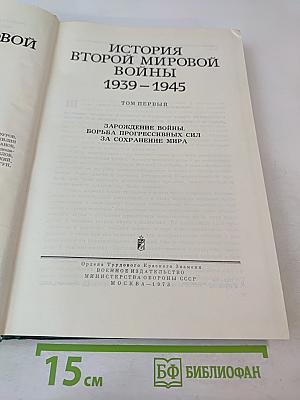 ОВОЙ
ИСТОРИЯ
ВТОРОЙ МИРОВОЙ
ВОЙНЫ
1939–1945
ТОМ ПЕРВЫЙ
ЗАРОЖДЕНИЕ ВОЙНЫ.
БОРЬБА ПРОГРЕССИВНЫХ СИЛ
ЗА СОХРАНЕНИЕ МИРА
Ордена Трудового Красного Знамени
ВОЕННОЕ ИЗДАТЕЛЬСТВО
МИНИСТЕРСТВА ОБОРОНЫ СССР
МОСКВА—1973
15 см
БФ БИБЛИОФАН